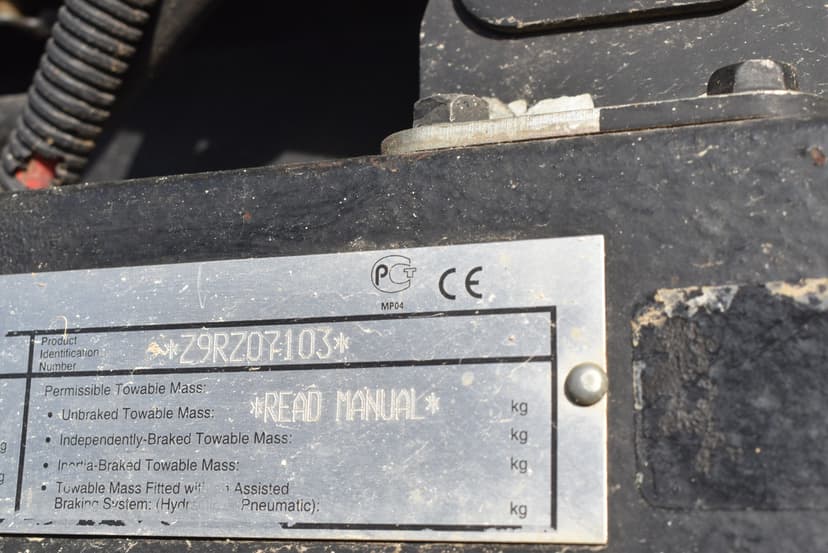 PCT CE
MP04
Product
Identification
Number
*Z9RZ07103*
Permissible Towable Mass:
• Unbraked Towable Mass: *READ MANUAL* kg
• Independently-Braked Towable Mass: kg
• Inertia-Braked Towable Mass: kg
• Towable Mass Fitted with Assisted
Braking System: Pneumatic): kg